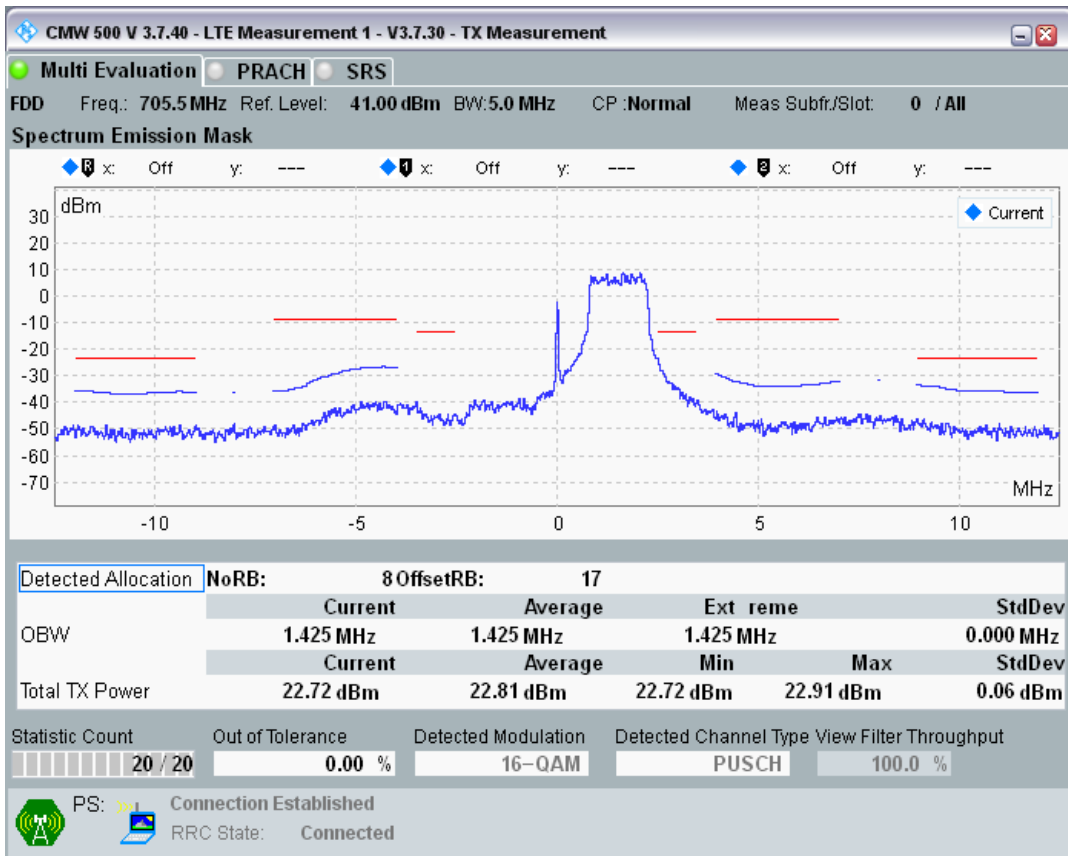 CMW 500 V 3.7.40 - LTE Measurement 1 - V3.7.30 - TX Measurement
Multi Evaluation PRACH SRS
FDD Freq.: 705.5 MHz Ref. Level: 41.00 dBm BW:5.0 MHz CP :Normal Meas Subfr./Slot: 0 / All
Spectrum Emission Mask
R x: Off y: --- 1 x: Off y: --- 2 x: Off y: ---
dBm
Current
30
20
10
0
-10
-20
-30
-40
-50
-60
-70
MHz
-10 -5 0 5 10
Detected Allocation NoRB: 8 OffsetRB: 17
Current Average Ext reme StdDev
OBW 1.425 MHz 1.425 MHz 1.425 MHz 0.000 MHz
Current Average Min Max StdDev
Total TX Power 22.72 dBm 22.81 dBm 22.72 dBm 22.91 dBm 0.06 dBm
Statistic Count Out of Tolerance Detected Modulation Detected Channel Type View Filter Throughput
20 / 20 0.00 % 16-QAM PUSCH 100.0 %
PS: Connection Established
RRC State: Connected